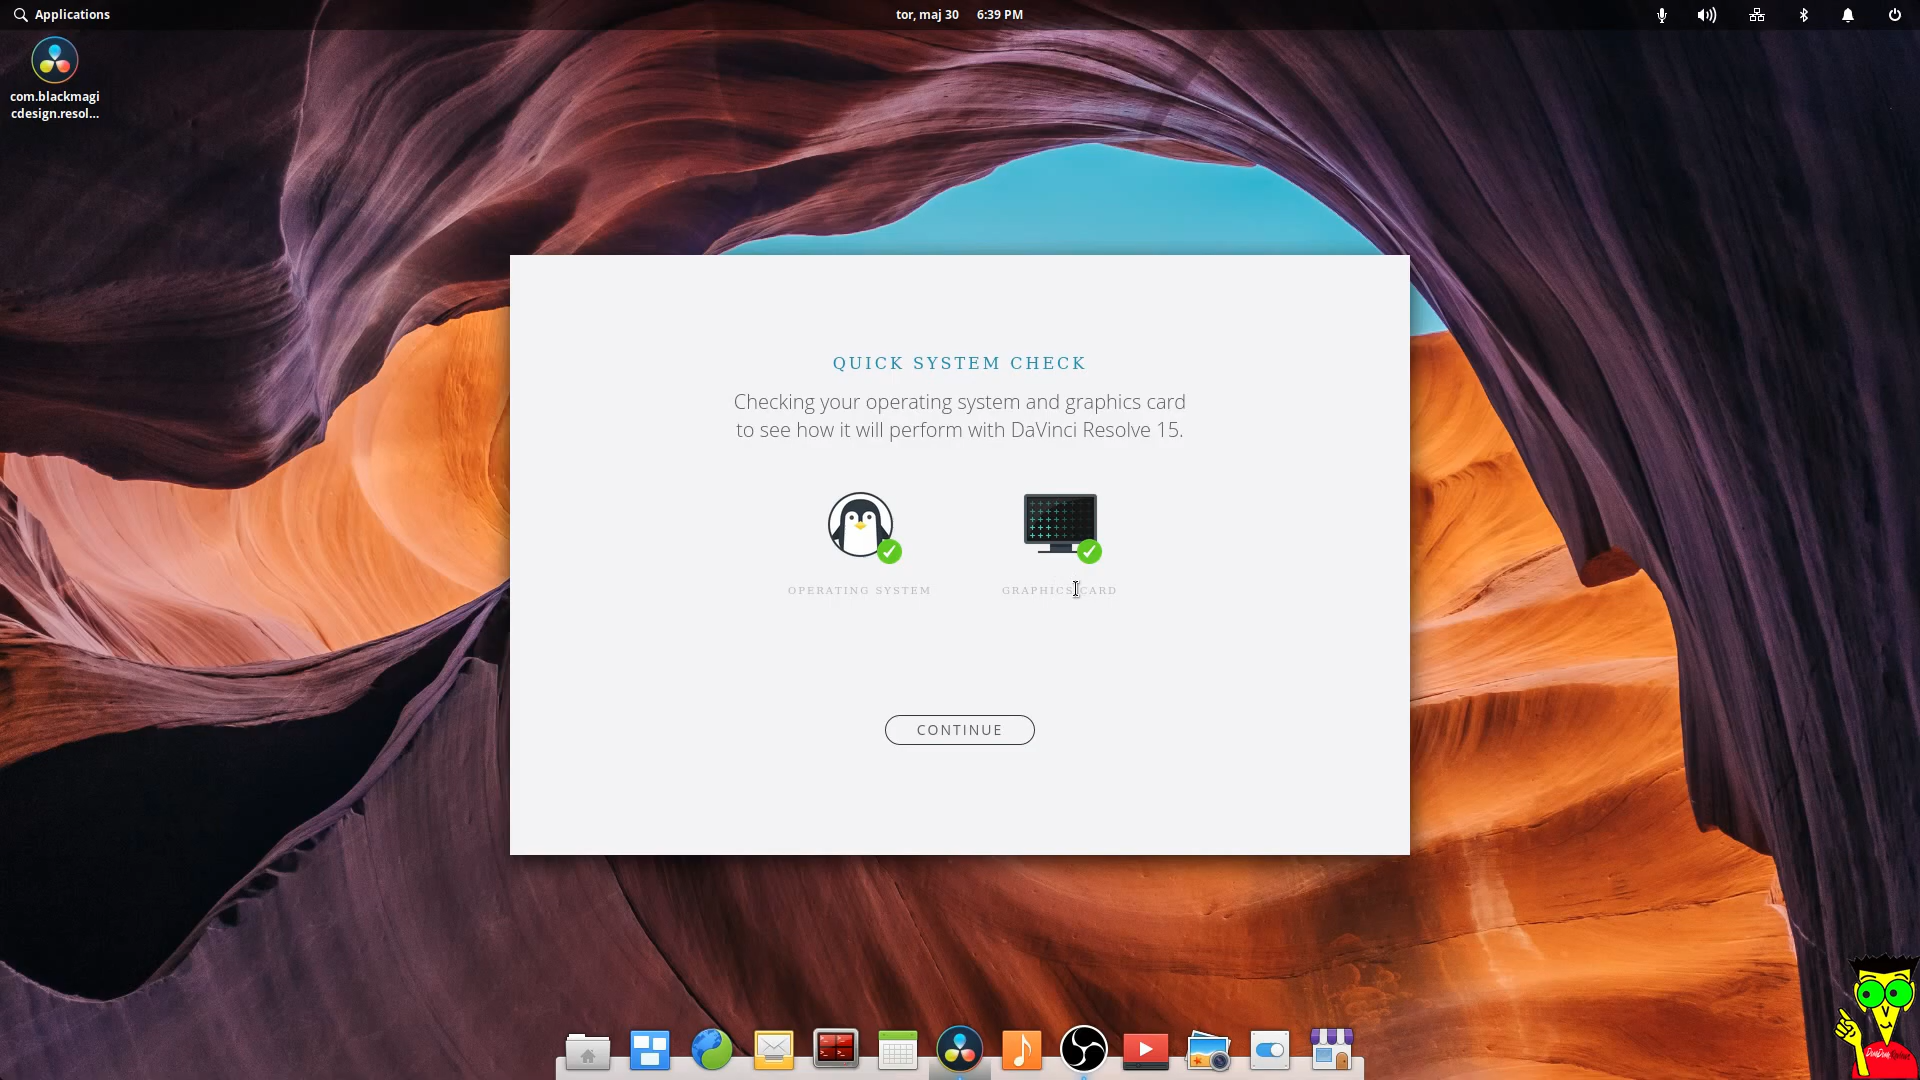 Applications
tor, maj 30 6:39 PM
com.blackmagi
cdesign.resol...
QUICK SYSTEM CHECK
Checking your operating system and graphics card
to see how it will perform with DaVinci Resolve 15.
OPERATING SYSTEM
GRAPHICS CARD
CONTINUE